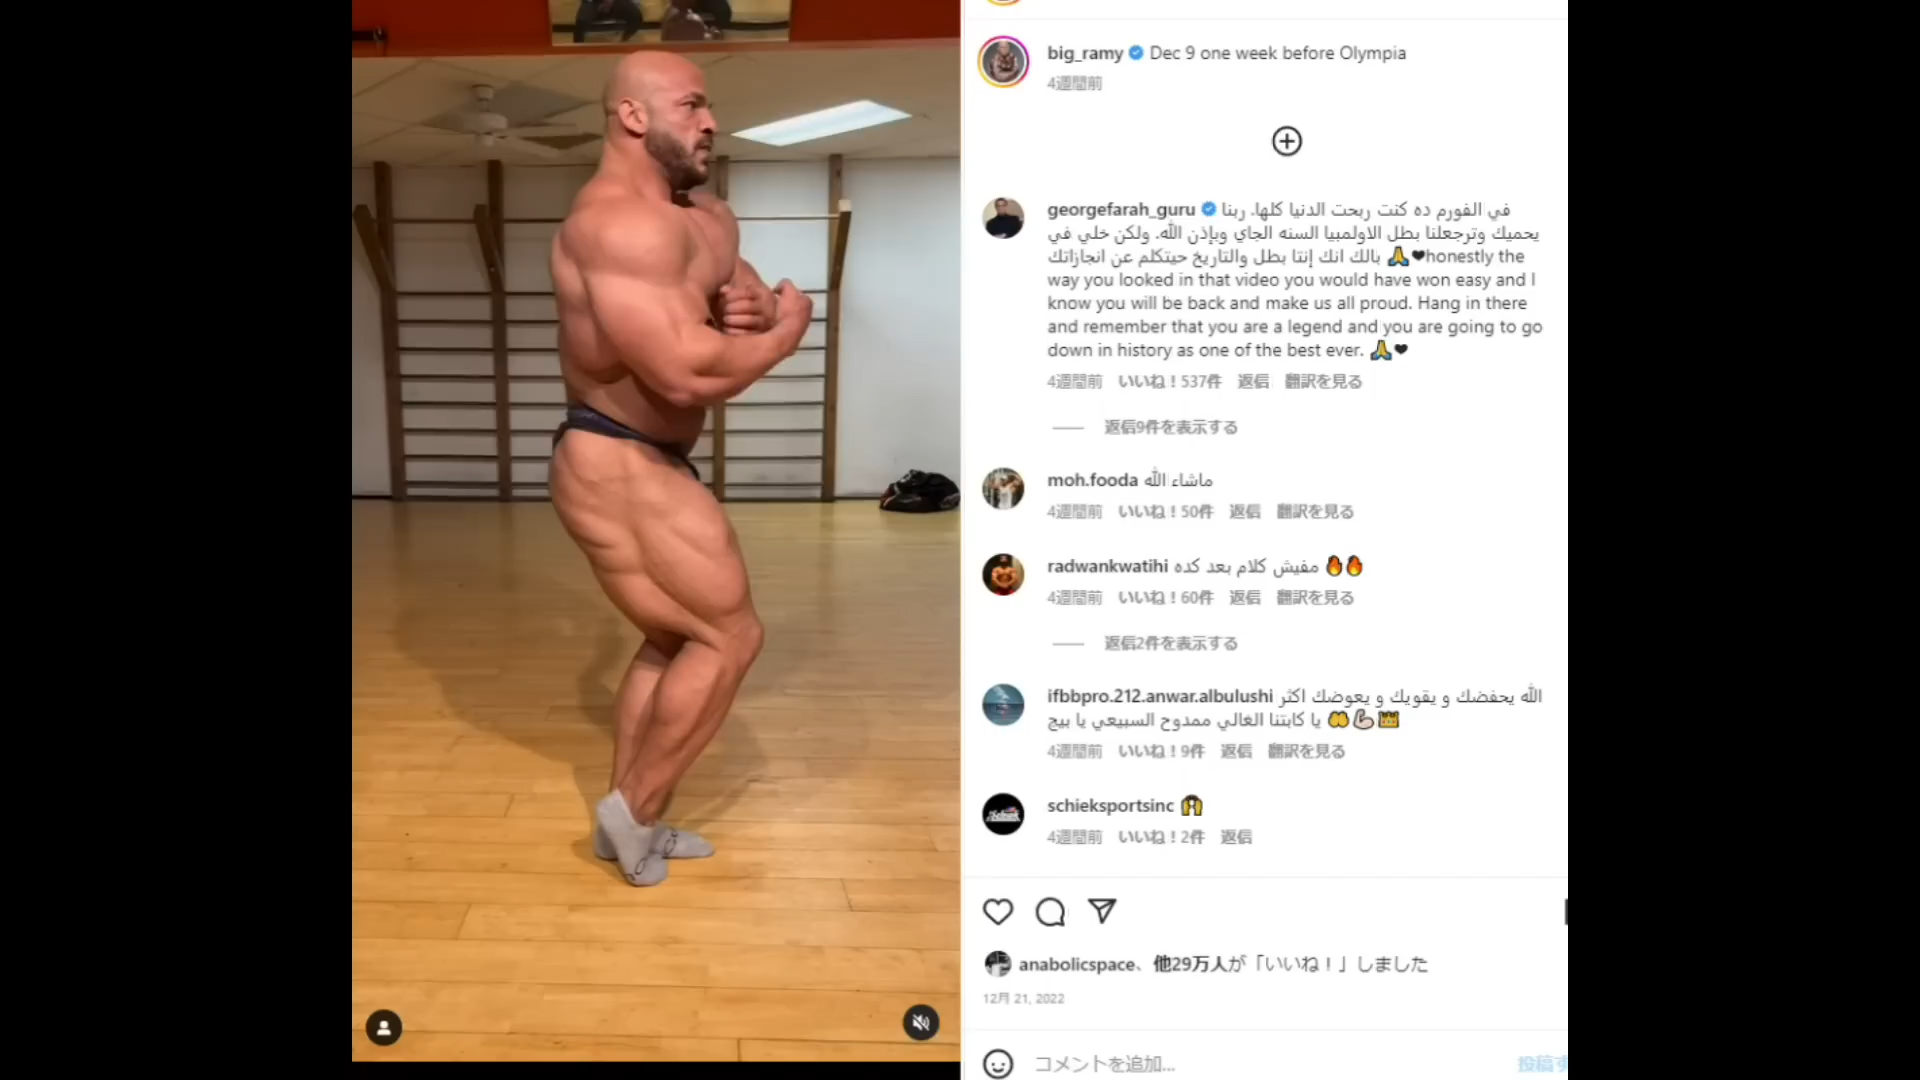 big_ramy Dec 9 one week before Olympia
4週間前
georgefarah_guru في الفورم ده كنت ربحت الدنيا كلها. ربنا
يحميك وترجعلنا بطل الاولمبيا السنه الجاي وبإذن الله. ولكن خلي في
بالك انك إنتا بطل والتاريخ حيتكلم عن انجازاتك 🙏❤honestly the
way you looked in that video you would have won easy and I
know you will be back and make us all proud. Hang in there
and remember that you are a legend and you are going to go
down in history as one of the best ever. 🙏❤
4週間前 いいね！537件 返信 翻訳を見る
返信9件を表示する
moh.fooda ماشاء الله
4週間前 いいね！50件 返信 翻訳を見る
radwankwatihi مفيش كلام بعد كده 🔥🔥
4週間前 いいね！60件 返信 翻訳を見る
返信2件を表示する
ifbbpro.212.anwar.albulushi الله يحفضك و يقويك و يعوضك اكثر
يا كابتنا الغالي ممدوح السبيعي يا بيج 🤲💪👑
4週間前 いいね！9件 返信 翻訳を見る
schieksportsinc 🙌
4週間前 いいね！2件 返信
anabolicspace、他29万人が「いいね！」しました
12月 21, 2022
コメントを追加...
投稿す